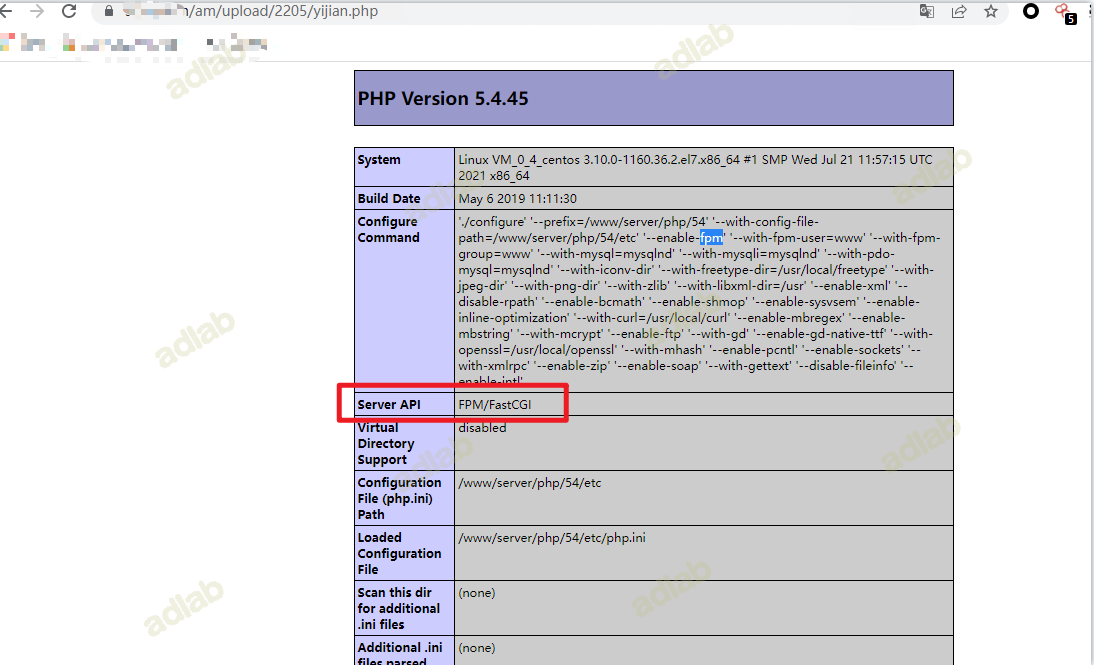 /am/upload/2205/yijian.php
5
PHP Version 5.4.45
System
Linux VM_0_4_centos 3.10.0-1160.36.2.el7.x86_64 #1 SMP Wed Jul 21 11:57:15 UTC
2021 x86_64
Build Date
May 6 2019 11:11:30
Configure
Command
'./configure' '--prefix=/www/server/php/54' '--with-config-file-
path=/www/server/php/54/etc' '--enable-fpm' '--with-fpm-user=www' '--with-fpm-
group=www' '--with-mysql=mysqlnd' '--with-mysqli=mysqlnd' '--with-pdo-
mysql=mysqlnd' '--with-iconv-dir' '--with-freetype-dir=/usr/local/freetype' '--with-
jpeg-dir' '--with-png-dir' '--with-zlib' '--with-libxml-dir=/usr' '--enable-xml' '--
disable-rpath' '--enable-bcmath' '--enable-shmop' '--enable-sysvsem' '--enable-
inline-optimization' '--with-curl=/usr/local/curl' '--enable-mbregex' '--enable-
mbstring' '--with-mcrypt' '--enable-ftp' '--with-gd' '--enable-gd-native-ttf' '--with-
openssl=/usr/local/openssl' '--with-mhash' '--enable-pcntl' '--enable-sockets' '--
with-xmlrpc' '--enable-zip' '--enable-soap' '--with-gettext' '--disable-fileinfo' '--
enable-intl'
Server API
FPM/FastCGI
Virtual
Directory
Support
disabled
Configuration
File (php.ini)
Path
/www/server/php/54/etc
Loaded
Configuration
File
/www/server/php/54/etc/php.ini
Scan this dir
for additional
.ini files
(none)
Additional .ini
files parsed
(none)
adlab
adlab
adlab
adlab
adlab
adlab
adlab
adlab
adlab
adlab